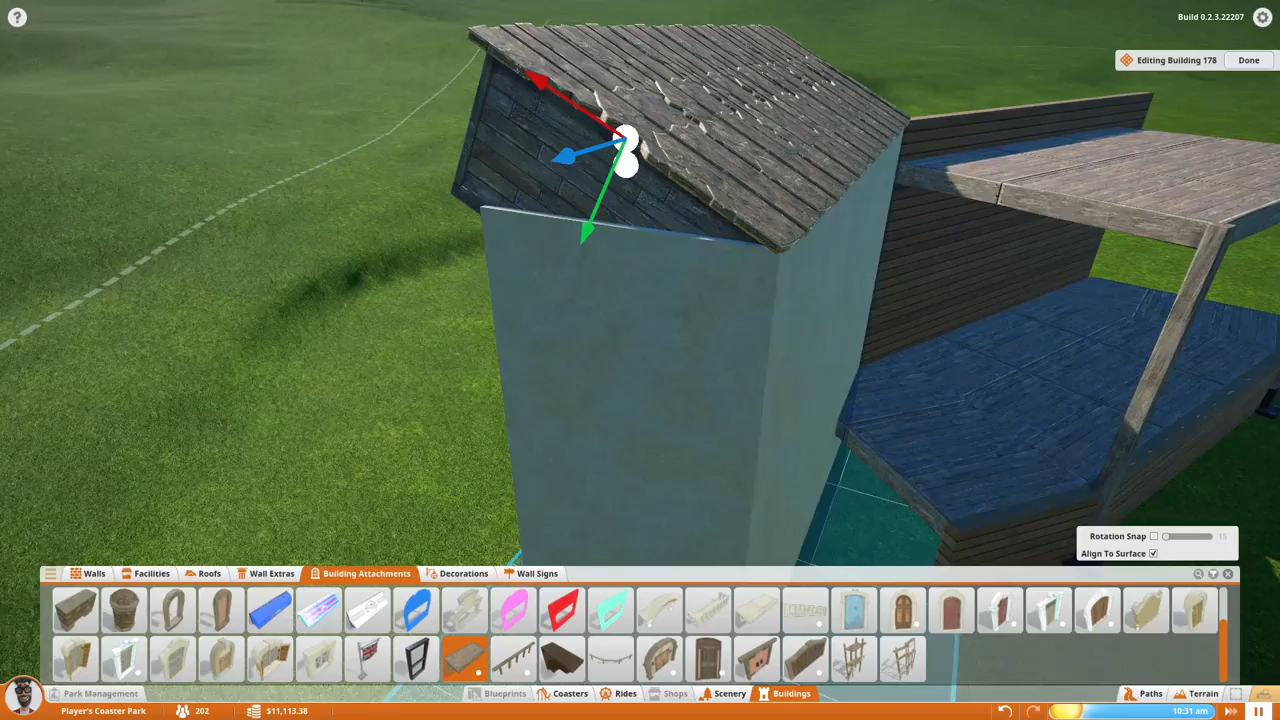 ?
Build 0.2.3.22207
Editing Building 178
Done
Rotation Snap
15
Align To Surface
Walls
Facilities
Roofs
Wall Extras
Building Attachments
Decorations
Wall Signs
Park Management
Blueprints
Coasters
Rides
Shops
Scenery
Buildings
Paths
Terrain
Player's Coaster Park
202
$11,113.38
10:31 am